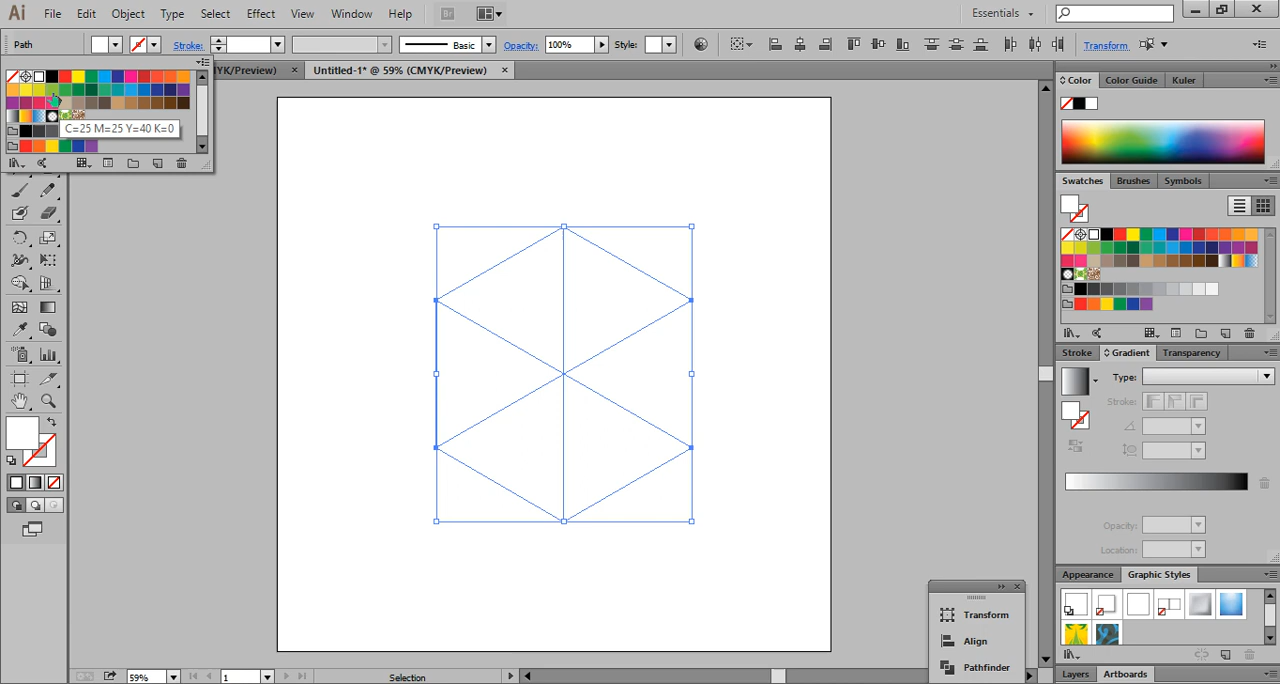 Ai File Edit Object Type Select Effect View Window Help Br Essentials
Path Stroke: Basic Opacity: 100% Style: Transform
YK/Preview) × Untitled-1* @ 59% (CMYK/Preview) ×
C=25 M=25 Y=40 K=0
Color Color Guide Kuler
Swatches Brushes Symbols
Stroke Gradient Transparency
Type:
Stroke:
Opacity:
Location:
Appearance Graphic Styles
Transform
Align
Pathfinder
Layers Artboards
59% 1 Selection